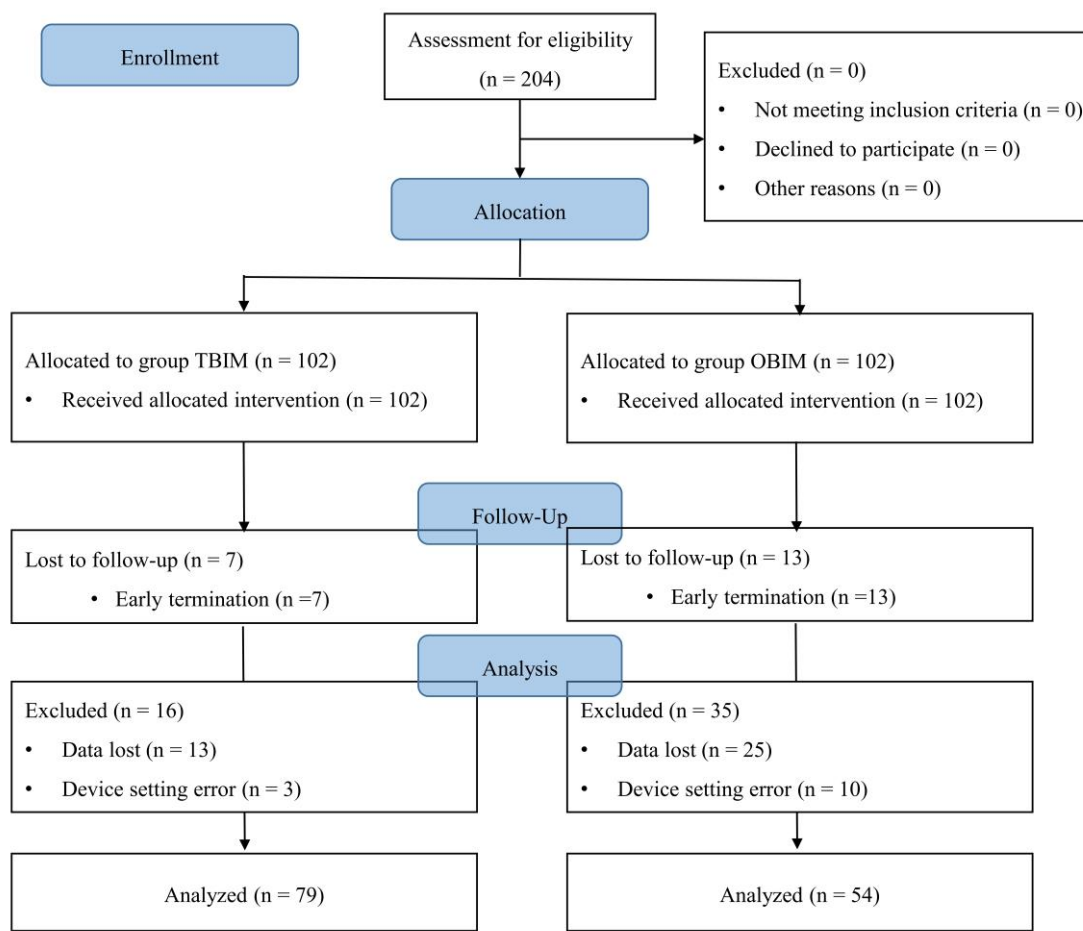 Enrollment
Assessment for eligibility
(n = 204)
Excluded (n = 0)
• Not meeting inclusion criteria (n = 0)
• Declined to participate (n = 0)
• Other reasons (n = 0)
Allocation
Allocated to group TBIM (n = 102)
• Received allocated intervention (n = 102)
Allocated to group OBIM (n = 102)
• Received allocated intervention (n = 102)
Follow-Up
Lost to follow-up (n = 7)
• Early termination (n =7)
Lost to follow-up (n = 13)
• Early termination (n =13)
Analysis
Excluded (n = 16)
• Data lost (n = 13)
• Device setting error (n = 3)
Excluded (n = 35)
• Data lost (n = 25)
• Device setting error (n = 10)
Analyzed (n = 79)
Analyzed (n = 54)